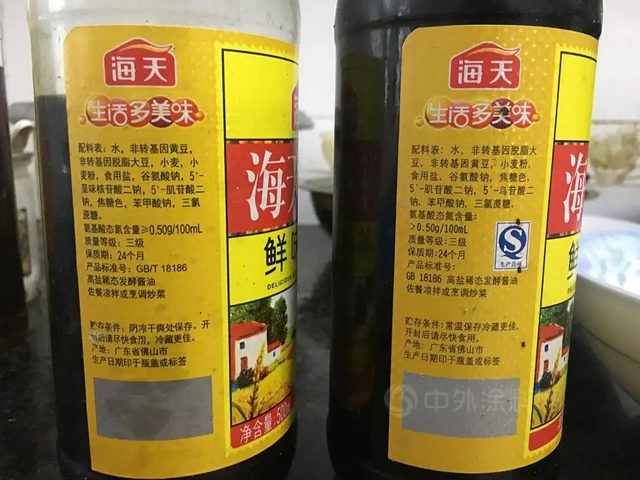 海天
生活多美味
配料表：水，非转基因黄豆，
非转基因脱脂大豆，小麦，小
麦粉，食用盐，谷氨酸钠，5'-
呈味核苷酸二钠，5'-肌苷酸二
钠，焦糖色，苯甲酸钠，三氯
蔗糖。
氨基酸态氮含量≥0.50g/100mL
质量等级：三级
保质期：24个月
产品标准号：GB/T 18186
高盐稀态发酵酱油
佐餐凉拌或烹调炒菜
贮存条件：阴凉干爽处保存。开
封后请尽快食用，冷藏更佳。
产地：广东省佛山市
生产日期印于瓶盖或标签
海天
鲜
DELICIOUS
净含量：500
海天
生活多美味
配料表：水，非转基因脱脂大
豆，非转基因黄豆，小麦粉，
食用盐，谷氨酸钠，焦糖色，
5'-肌苷酸二钠，5'-鸟苷酸二
钠，苯甲酸钠，三氯蔗糖。
氨基酸态氮含量：
≥0.50g/100mL
质量等级：三级
保质期：24个月
产品标准号：
GB 18186 高盐稀态发酵酱油
佐餐凉拌或烹调炒菜
QS
生产许可
贮存条件：常温保存冷藏更佳，
开封后请尽快食用。
产地：广东省佛山市
生产日期印于瓶盖或标签
海
鲜
中外涂料